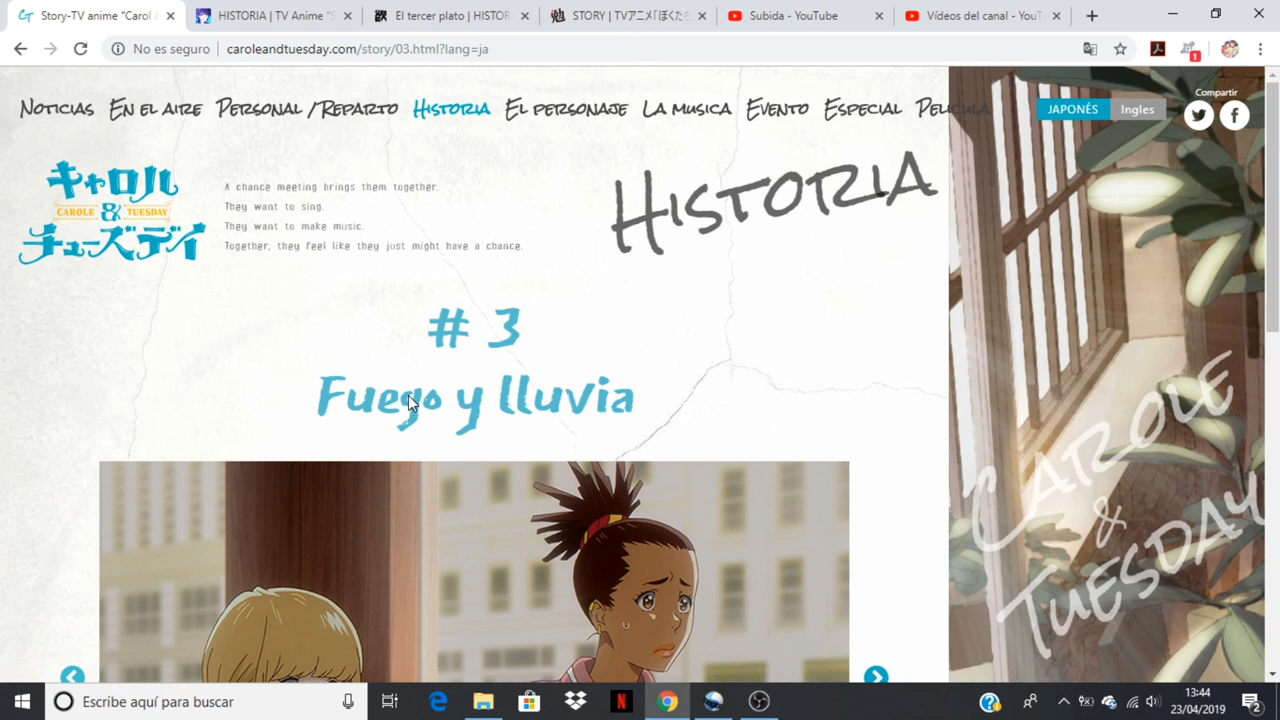 Story-TV anime "Carol &
HISTORIA | TV Anime "S
El tercer plato | HISTOR
STORY | TVアニメ「ぼくたち
Subida - YouTube
Vídeos del canal - YouT
No es seguro
caroleandtuesday.com/story/03.html?lang=ja
1
Noticias En el aire Personal / Reparto Historia El personaje La musica Evento Especial Pelicula
JAPONÉS Ingles
Compartir
キャロル
CAROLE & TUESDAY
チューズデイ
A chance meeting brings them together.
They want to sing.
They want to make music.
Together, they feel like they just might have a chance.
Historia
# 3
Fuego y lluvia
CAROLE
&
TUESDAY
Escribe aquí para buscar
13:44
23/04/2019
2